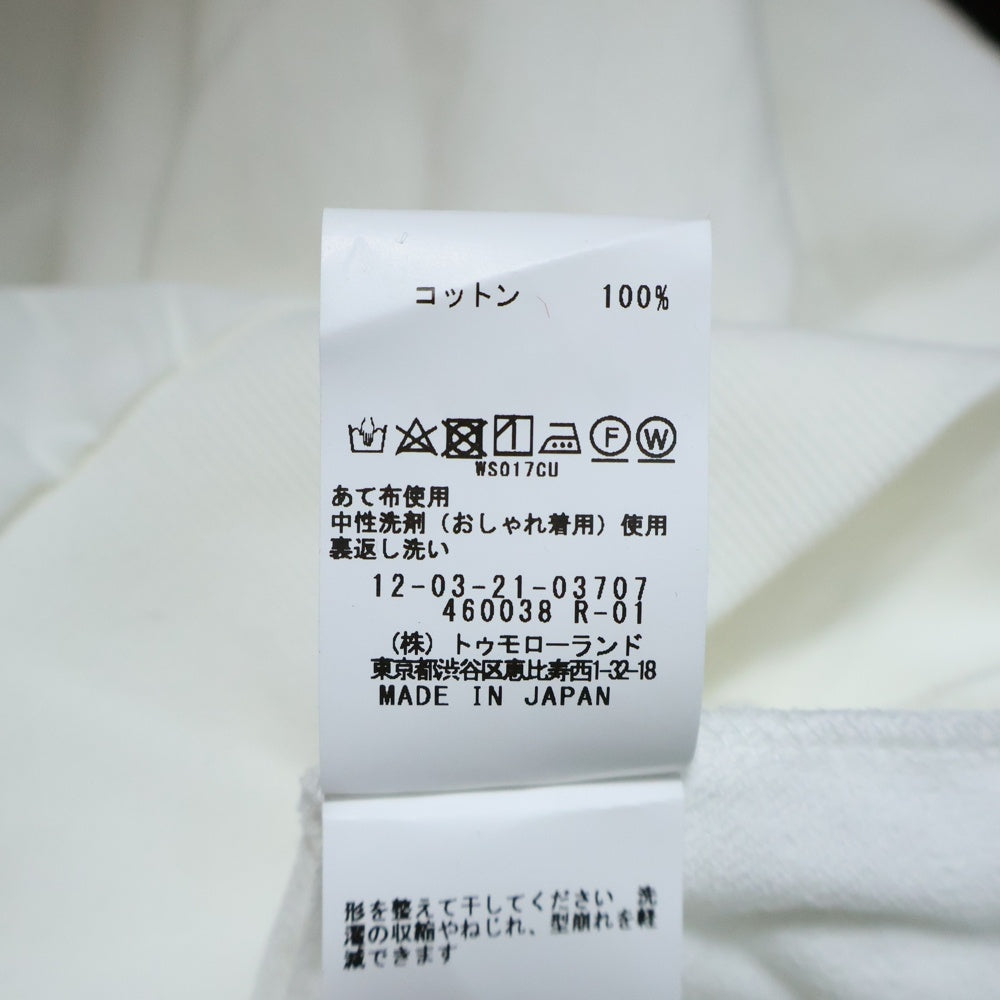 コットン 100%
F W
WS017CU
あて布使用
中性洗剤（おしゃれ着用）使用
裏返し洗い
12-03-21-03707
460038 R-01
（株）トゥモローランド
東京都渋谷区恵比寿西1-32-18
MADE IN JAPAN
形を整えて干してください 洗
濯の収縮やねじれ、型崩れを軽
減できます